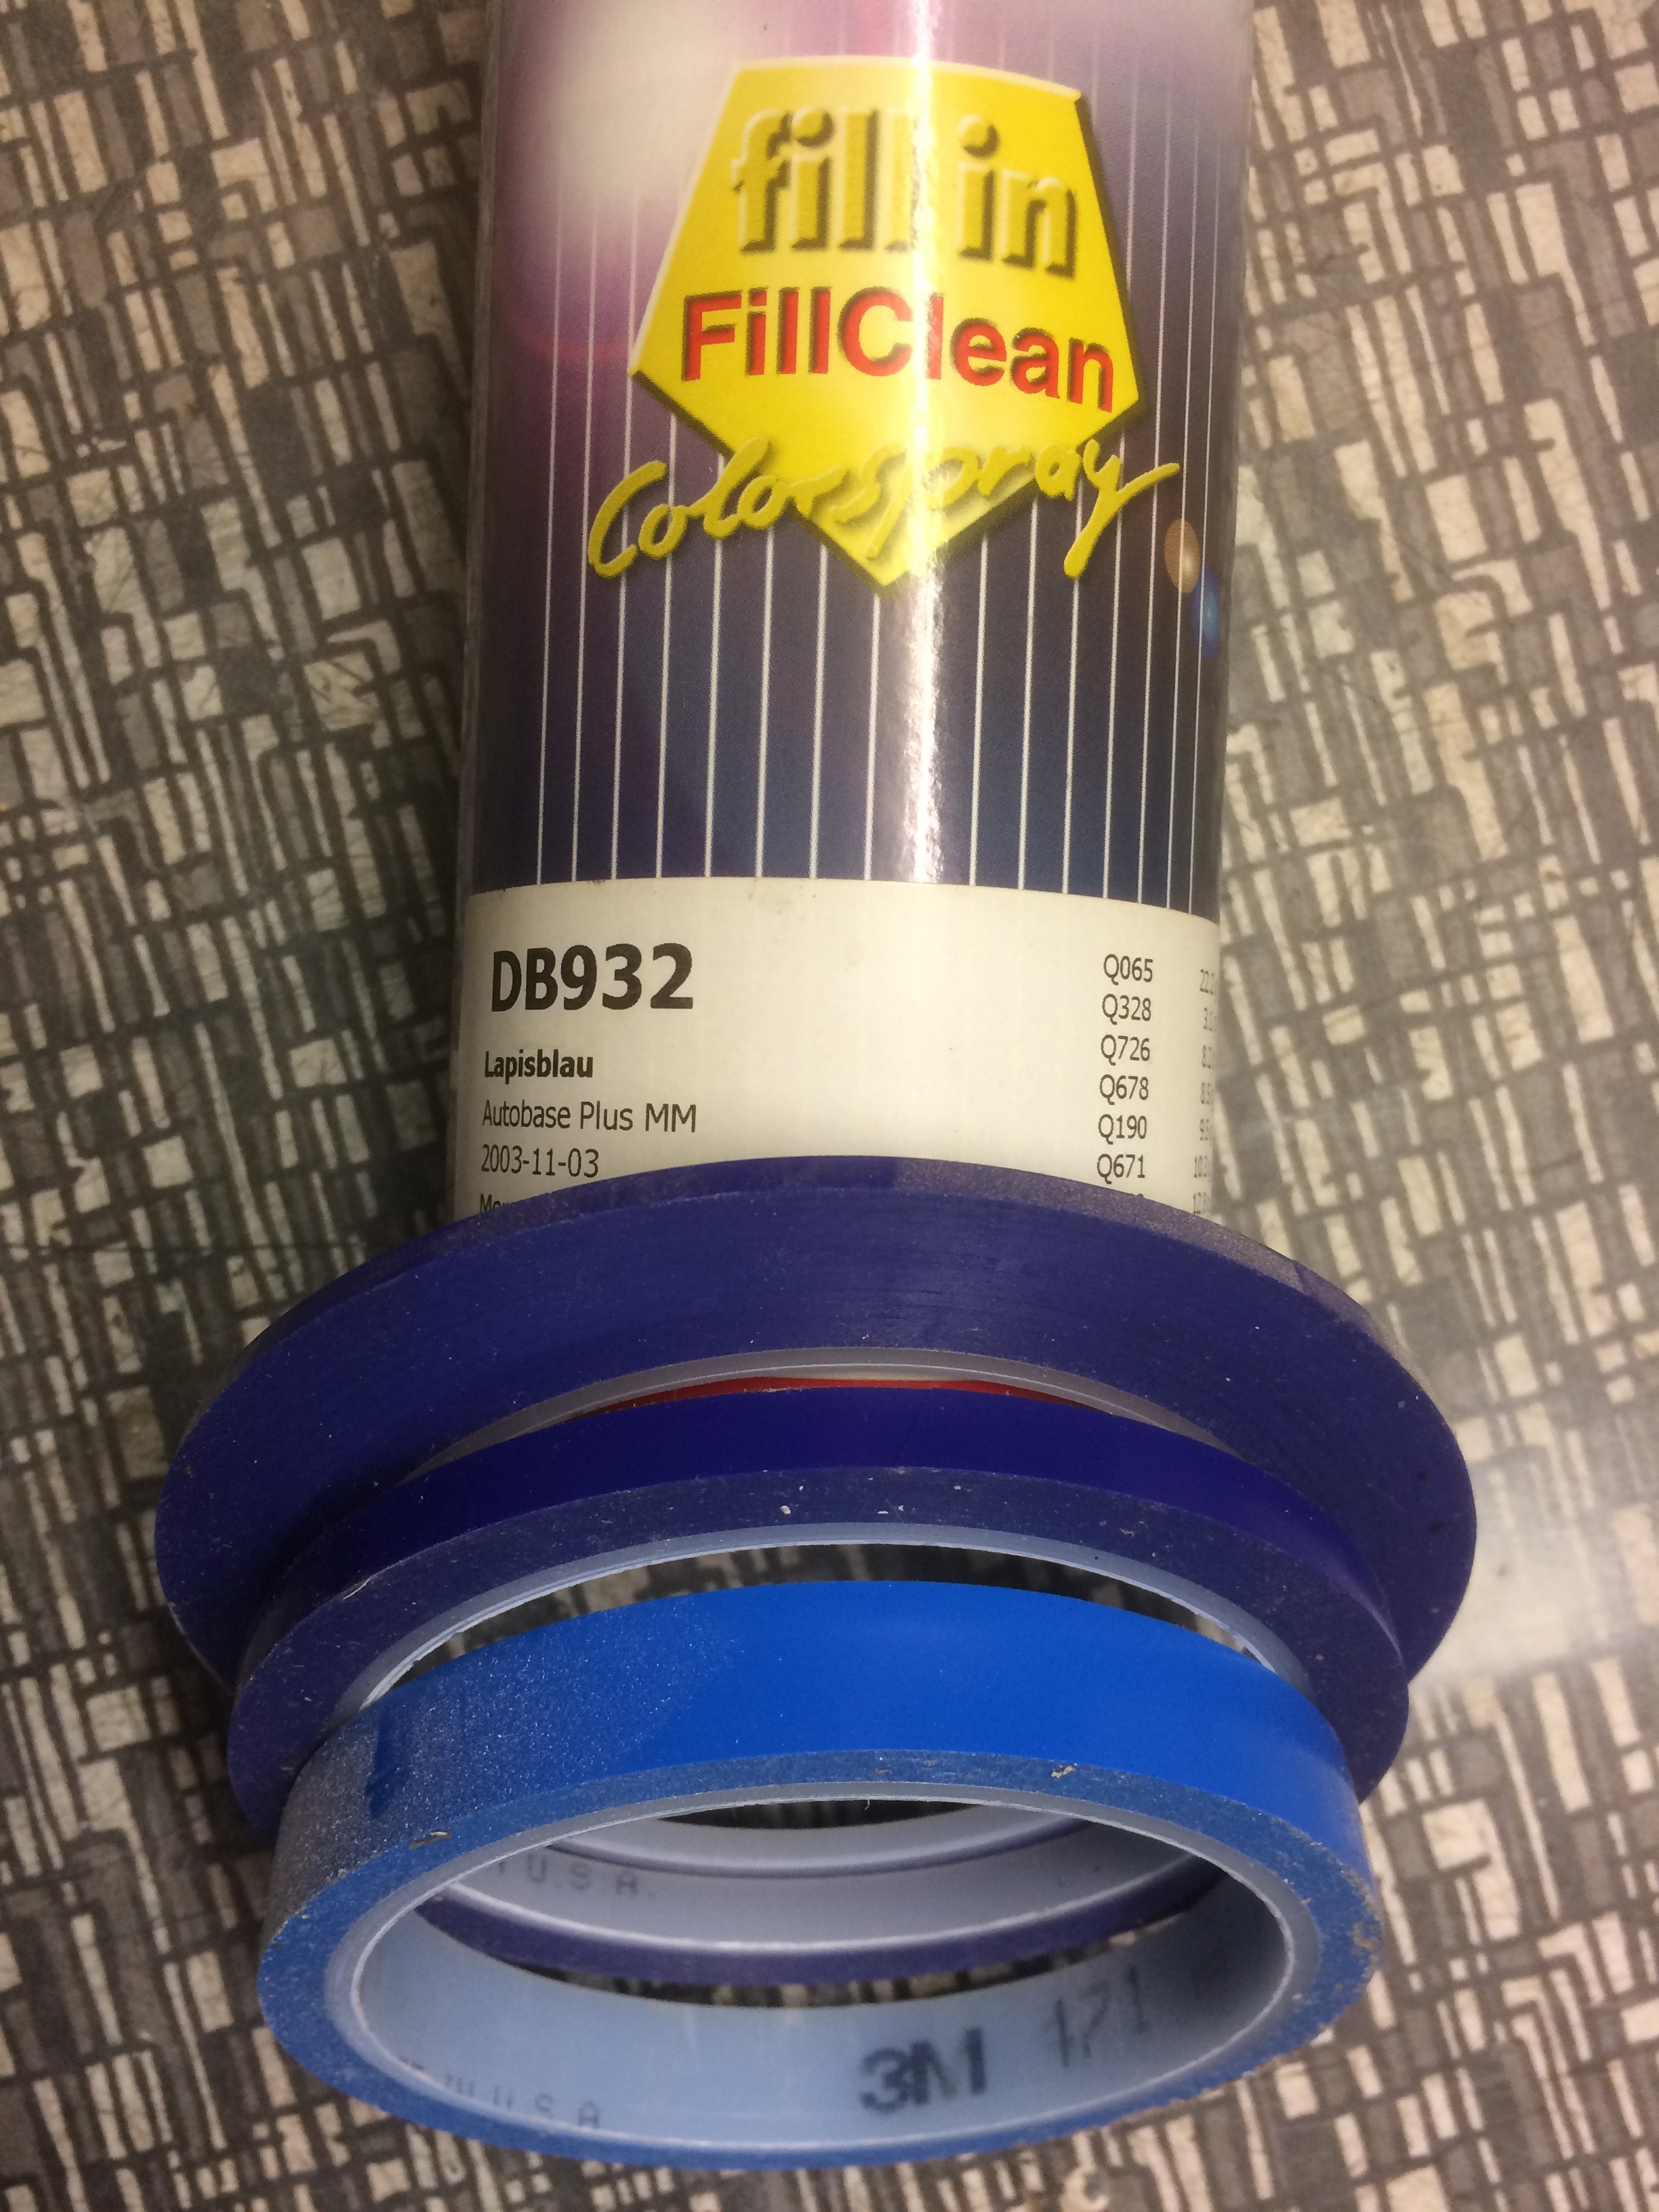 fill in
FillClean
Colorspray
DB932
Lapisblau
Autobase Plus MM
2003-11-03
Q065
Q328
Q726
Q678
Q190
Q671
U.S.A.
3M 471
U.S.A